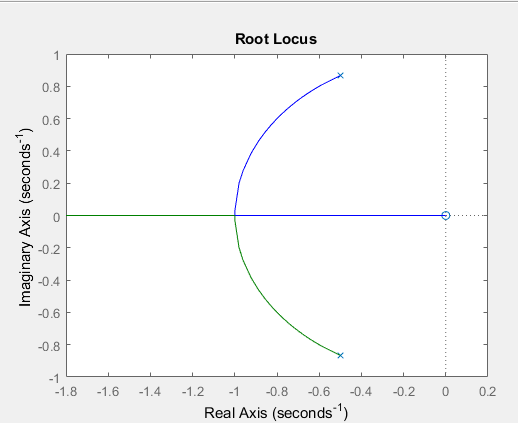 Root Locus
Imaginary Axis (seconds-1)
1
0.8
0.6
0.4
0.2
0
-0.2
-0.4
-0.6
-0.8
-1
-1.8 -1.6 -1.4 -1.2 -1 -0.8 -0.6 -0.4 -0.2 0 0.2
Real Axis (seconds-1)